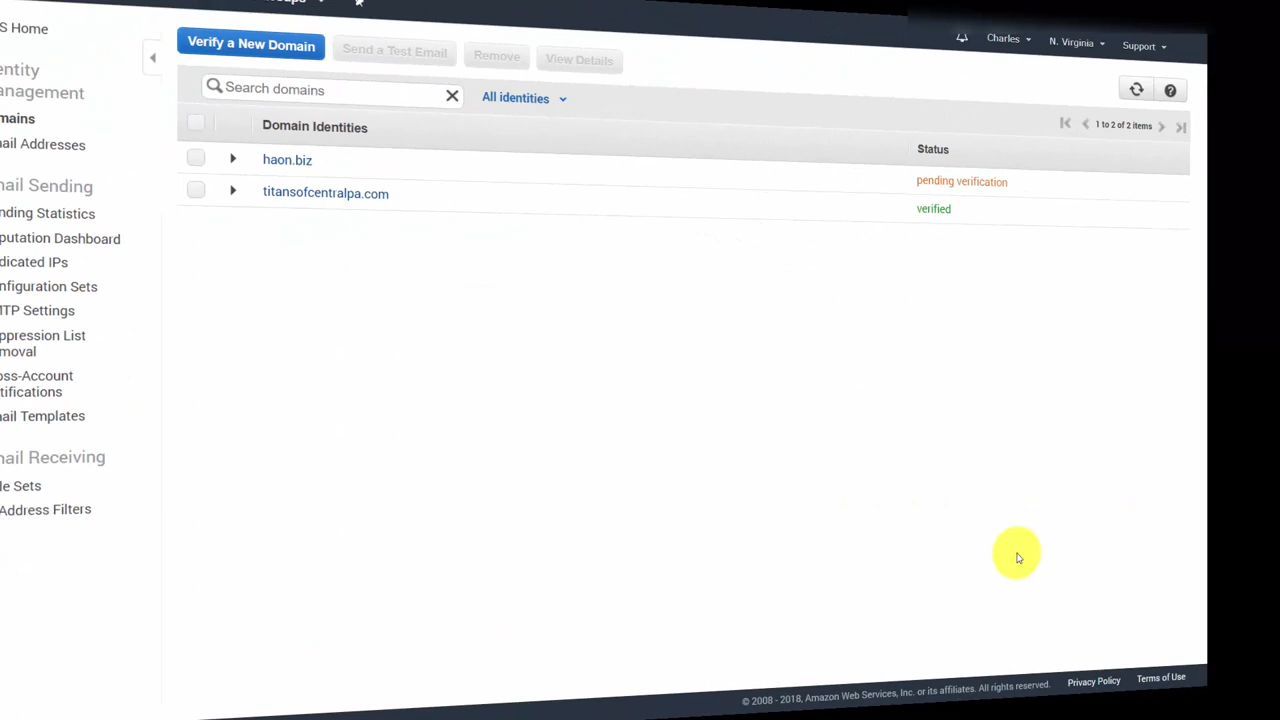 S Home
entity
anagement
mains
ail Addresses
ail Sending
nding Statistics
putation Dashboard
dicated IPs
nfiguration Sets
TP Settings
ppression List
moval
oss-Account
tifications
ail Templates
ail Receiving
le Sets
Address Filters
Charles
N. Virginia
Support
Verify a New Domain
Send a Test Email
Remove
View Details
Search domains
All identities
1 to 2 of 2 items
Domain Identities
Status
haon.biz
pending verification
titansofcentralpa.com
verified
© 2008 - 2018, Amazon Web Services, Inc. or its affiliates. All rights reserved.
Privacy Policy
Terms of Use